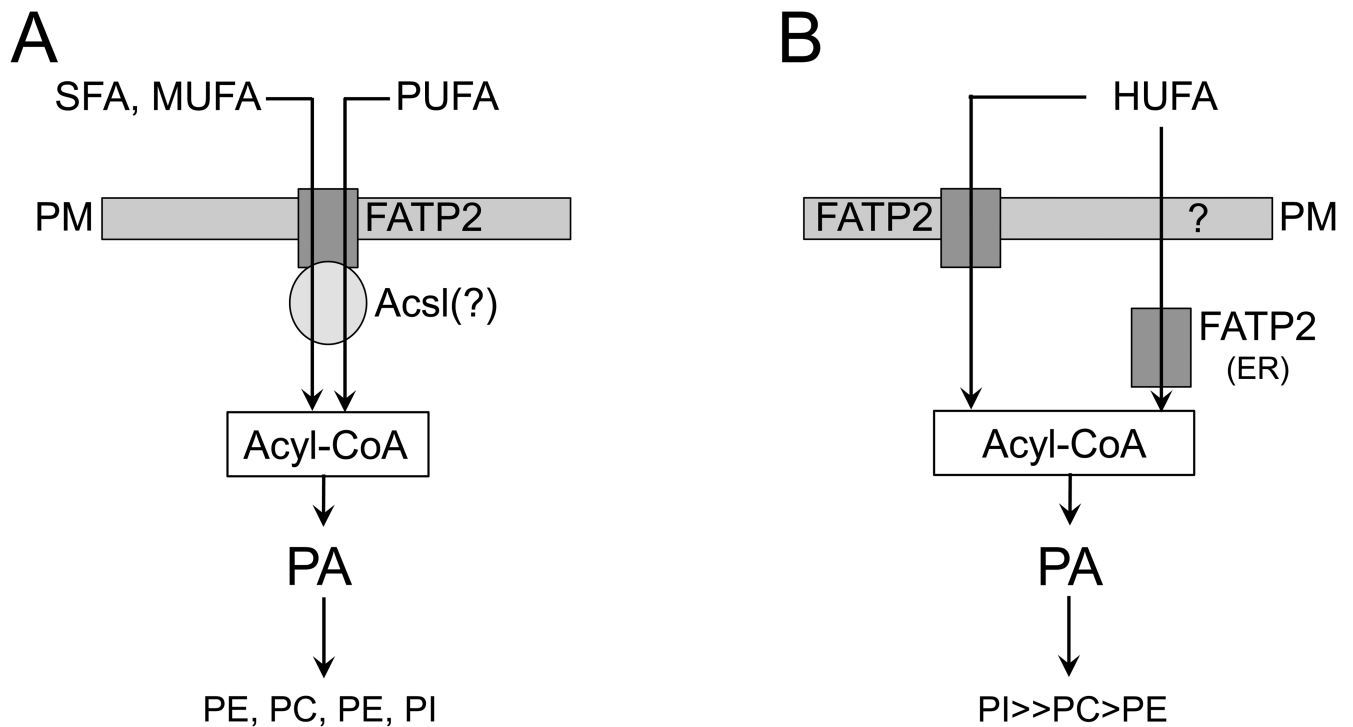 A
SFA, MUFA
PUFA
PM
FATP2
Acsl(?)
Acyl-CoA
PA
PE, PC, PE, PI
B
HUFA
FATP2
?
PM
FATP2
(ER)
Acyl-CoA
PA
PI>>PC>PE